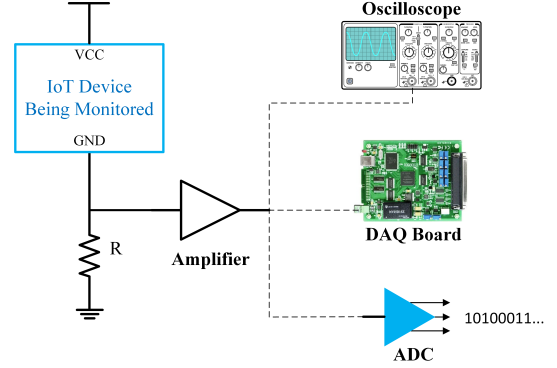 Oscilloscope
VCC
IoT Device
Being Monitored
GND
R
Amplifier
DAQ Board
10100011...
ADC